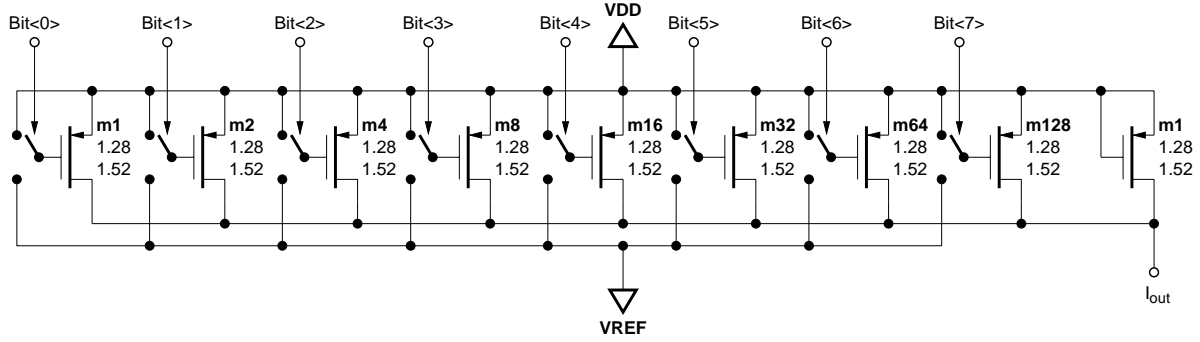 Bit<0> Bit<1> Bit<2> Bit<3> Bit<4> VDD Bit<5> Bit<6> Bit<7>
m1 m2 m4 m8 m16 m32 m64 m128 m1
1.28 1.28 1.28 1.28 1.28 1.28 1.28 1.28 1.28
1.52 1.52 1.52 1.52 1.52 1.52 1.52 1.52 1.52
Iout
VREF